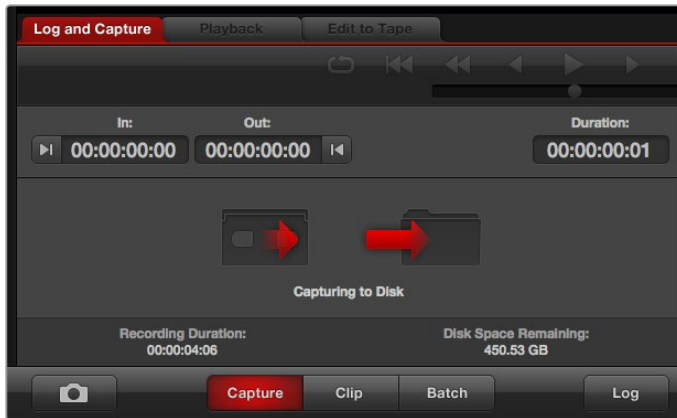 Log and Capture Playback Edit to Tape
In: Out: Duration:
00:00:00:00 00:00:00:00 00:00:00:01
Capturing to Disk
Recording Duration: Disk Space Remaining:
00:00:04:06 450.53 GB
Capture Clip Batch Log